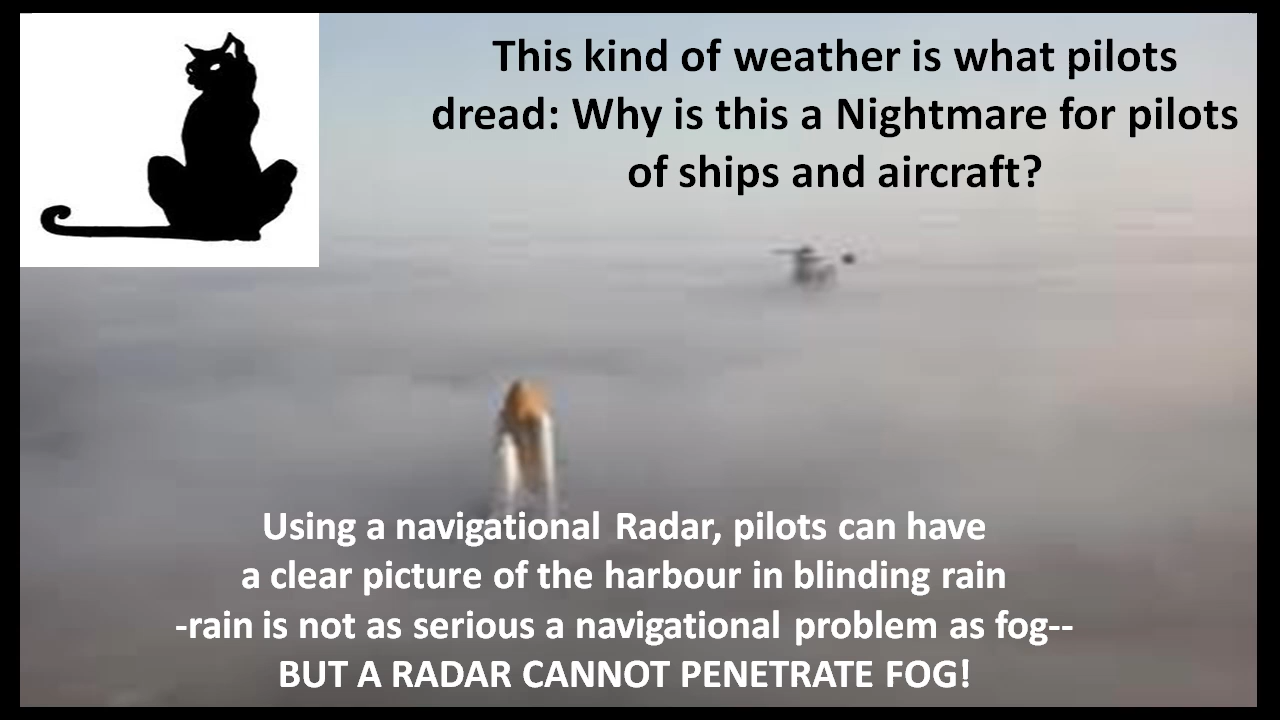 This kind of weather is what pilots
dread: Why is this a Nightmare for pilots
of ships and aircraft?
Using a navigational Radar, pilots can have
a clear picture of the harbour in blinding rain
-rain is not as serious a navigational problem as fog--
BUT A RADAR CANNOT PENETRATE FOG!